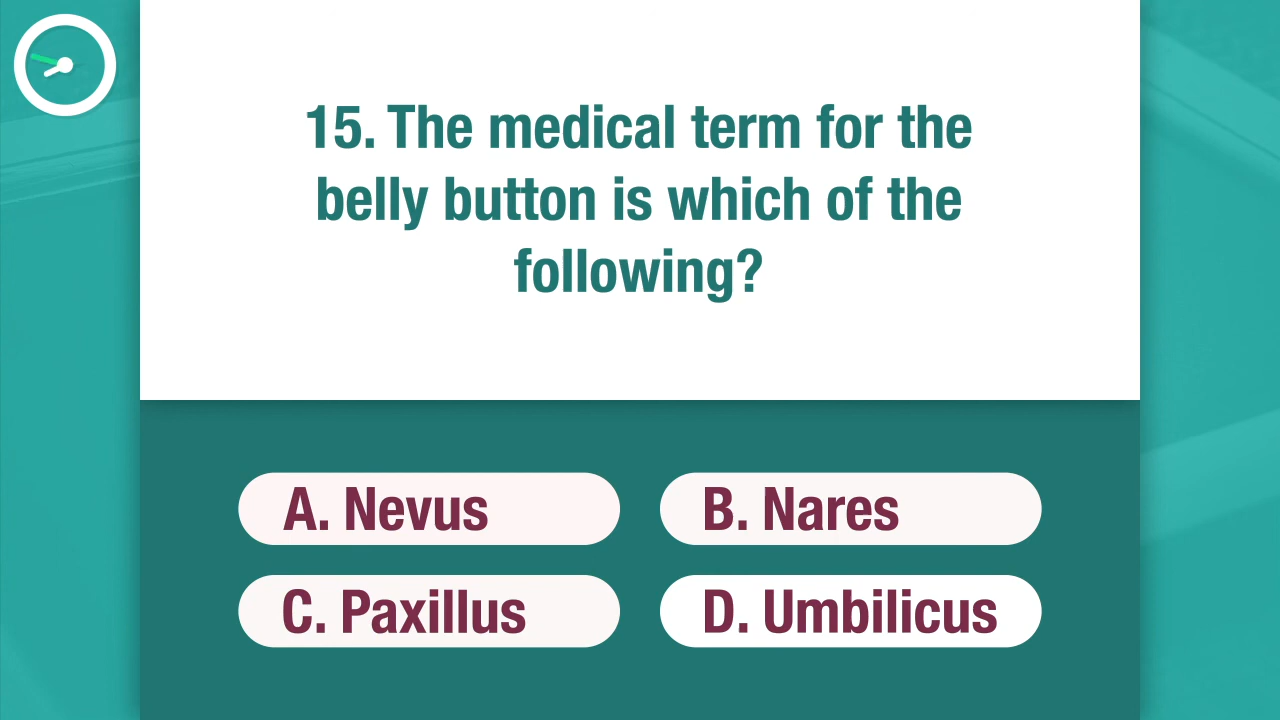 15. The medical term for the
belly button is which of the
following?
A. Nevus
B. Nares
C. Paxillus
D. Umbilicus